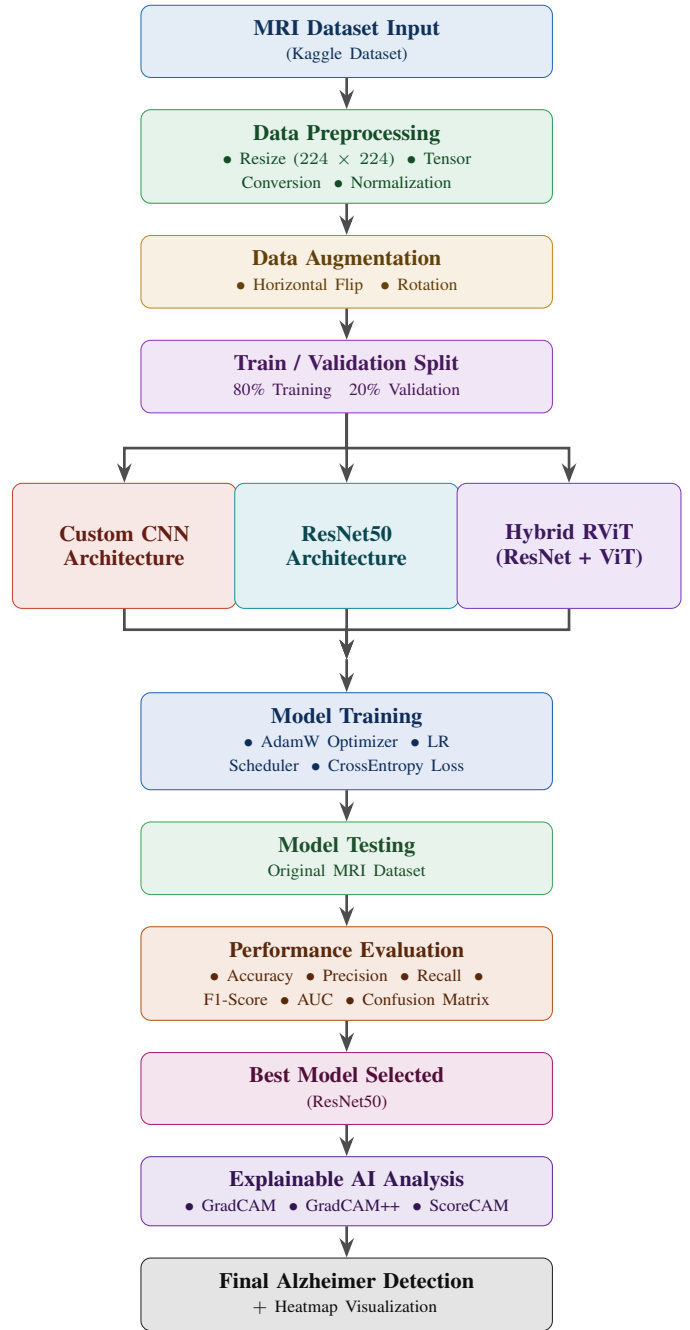 MRI Dataset Input
(Kaggle Dataset)
Data Preprocessing
• Resize (224 × 224) • Tensor
Conversion • Normalization
Data Augmentation
• Horizontal Flip • Rotation
Train / Validation Split
80% Training 20% Validation
Custom CNN
Architecture
ResNet50
Architecture
Hybrid RViT
(ResNet + ViT)
Model Training
• AdamW Optimizer • LR
Scheduler • CrossEntropy Loss
Model Testing
Original MRI Dataset
Performance Evaluation
• Accuracy • Precision • Recall •
F1-Score • AUC • Confusion Matrix
Best Model Selected
(ResNet50)
Explainable AI Analysis
• GradCAM • GradCAM++ • ScoreCAM
Final Alzheimer Detection
+ Heatmap Visualization